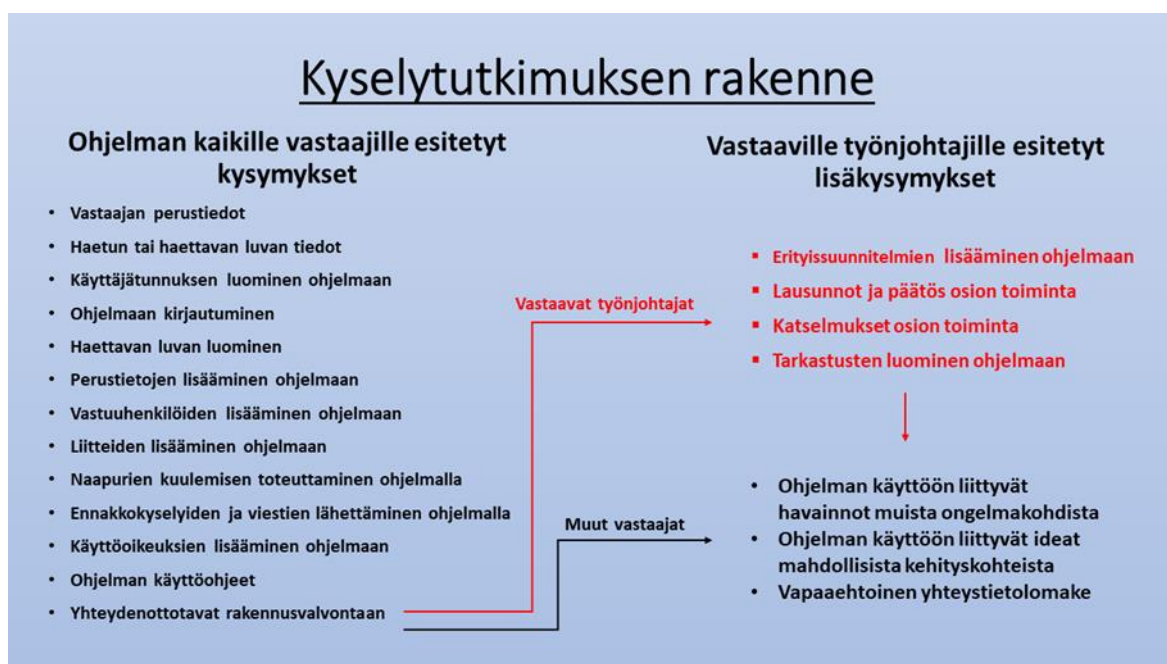 Kyselytutkimuksen rakenne
Ohjelman kaikille vastaajille esitetyt
kysymykset
• Vastaajan perustiedot
• Haetun tai haettavan luvan tiedot
• Käyttäjätunnuksen luominen ohjelmaan
• Ohjelmaan kirjautuminen
• Haettavan luvan luominen
• Perustietojen lisääminen ohjelmaan
• Vastuuhenkilöiden lisääminen ohjelmaan
• Liitteiden lisääminen ohjelmaan
• Naapurien kuulemisen toteuttaminen ohjelmalla
• Ennakkokyselyiden ja viestien lähettäminen ohjelmalla
• Käyttöoikeuksien lisääminen ohjelmaan
• Ohjelman käyttöohjeet
• Yhteydenottotavat rakennusvalvontaan
Vastaavat työnjohtajat
Muut vastaajat
Vastaaville työnjohtajille esitetyt
lisäkysymykset
▪ Erityissuunnitelmien lisääminen ohjelmaan
▪ Lausunnot ja päätös osion toiminta
▪ Katselmukset osion toiminta
▪ Tarkastusten luominen ohjelmaan
• Ohjelman käyttöön liittyvät
havainnot muista ongelmakohdista
• Ohjelman käyttöön liittyvät ideat
mahdollisista kehityskohteista
• Vapaaehtoinen yhteystietolomake